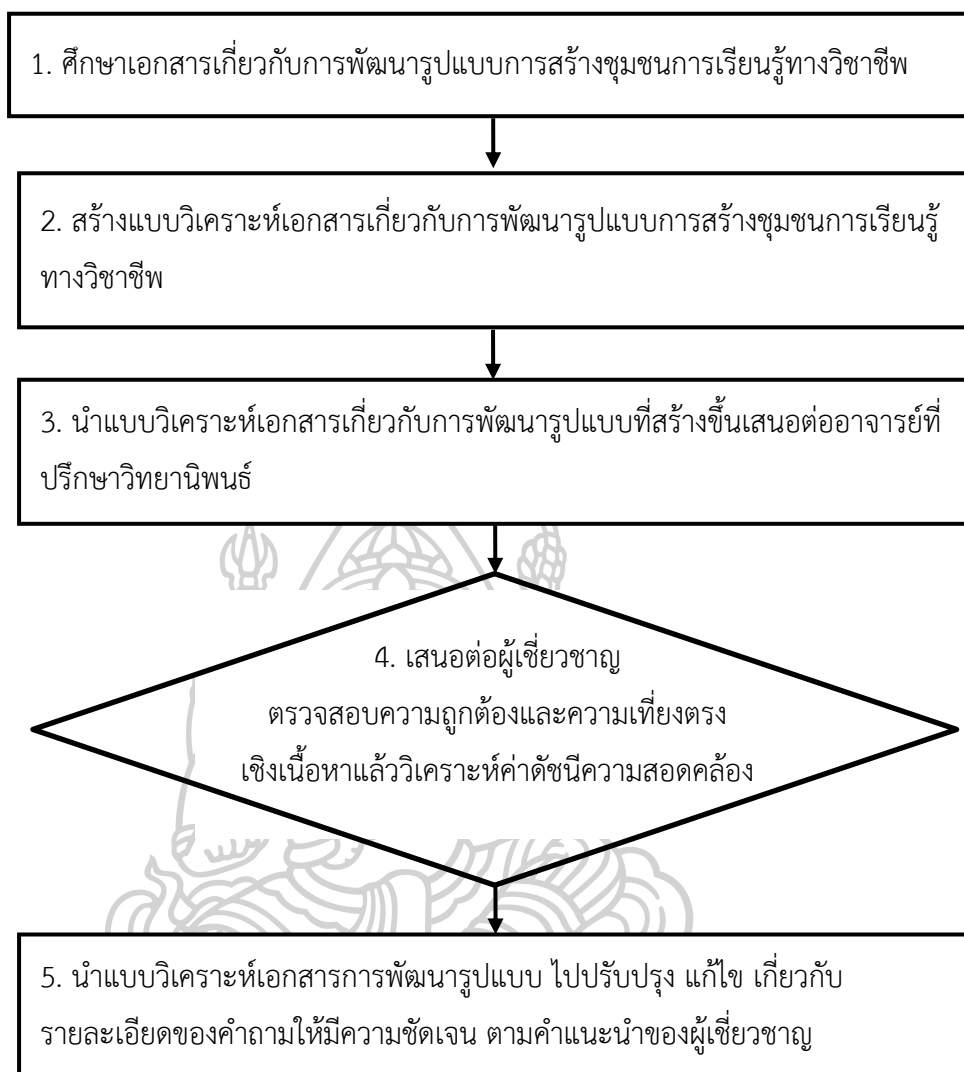 1. ศึกษาเอกสารเกี่ยวกับการพัฒนารูปแบบการสร้างชุมชนการเรียนรู้ทางวิชาชีพ
2. สร้างแบบวิเคราะห์เอกสารเกี่ยวกับการพัฒนารูปแบบการสร้างชุมชนการเรียนรู้
ทางวิชาชีพ
3. นำแบบวิเคราะห์เอกสารเกี่ยวกับการพัฒนารูปแบบที่สร้างขึ้นเสนอต่ออาจารย์ที่
ปรึกษาวิทยานิพนธ์
4. เสนอต่อผู้เชี่ยวชาญ
ตรวจสอบความถูกต้องและความเที่ยงตรง
เชิงเนื้อหาแล้ววิเคราะห์ค่าดัชนีความสอดคล้อง
5. นำแบบวิเคราะห์เอกสารการพัฒนารูปแบบ ไปปรับปรุง แก้ไข เกี่ยวกับ
รายละเอียดของคำถามให้มีความชัดเจน ตามคำแนะนำของผู้เชี่ยวชาญ